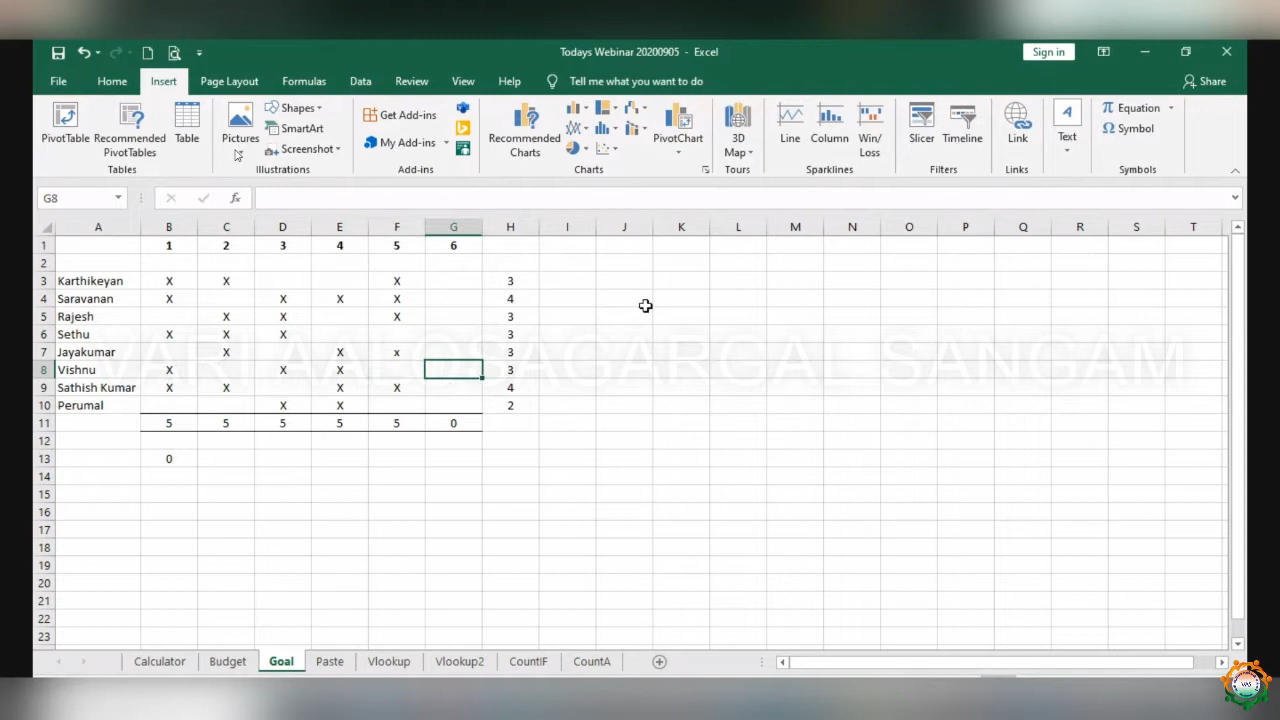 Todays Webinar 20200905 - Excel
Sign in
File Home Insert Page Layout Formulas Data Review View Help Tell me what you want to do Share
PivotTable Recommended PivotTables Table Pictures Shapes SmartArt Screenshot Get Add-ins My Add-ins Recommended Charts PivotChart 3D Map Line Column Win/Loss Slicer Timeline Link Text Equation Symbol
Tables Illustrations Add-ins Charts Tours Sparklines Filters Links Symbols
G8 fx
A B C D E F G H I J K L M N O P Q R S T
1 1 2 3 4 5 6
2
3 Karthikeyan X X X 3
4 Saravanan X X X X 4
5 Rajesh X X X 3
6 Sethu X X X 3
VARI AALOSAGARGAL SANGAM
7 Jayakumar X X x 3
8 Vishnu X X X 3
9 Sathish Kumar X X X X 4
10 Perumal X X 2
11 5 5 5 5 5 0
12
13 0
14
15
16
17
18
19
20
21
22
23
Calculator Budget Goal Paste Vlookup Vlookup2 CountIF CountA
VAS